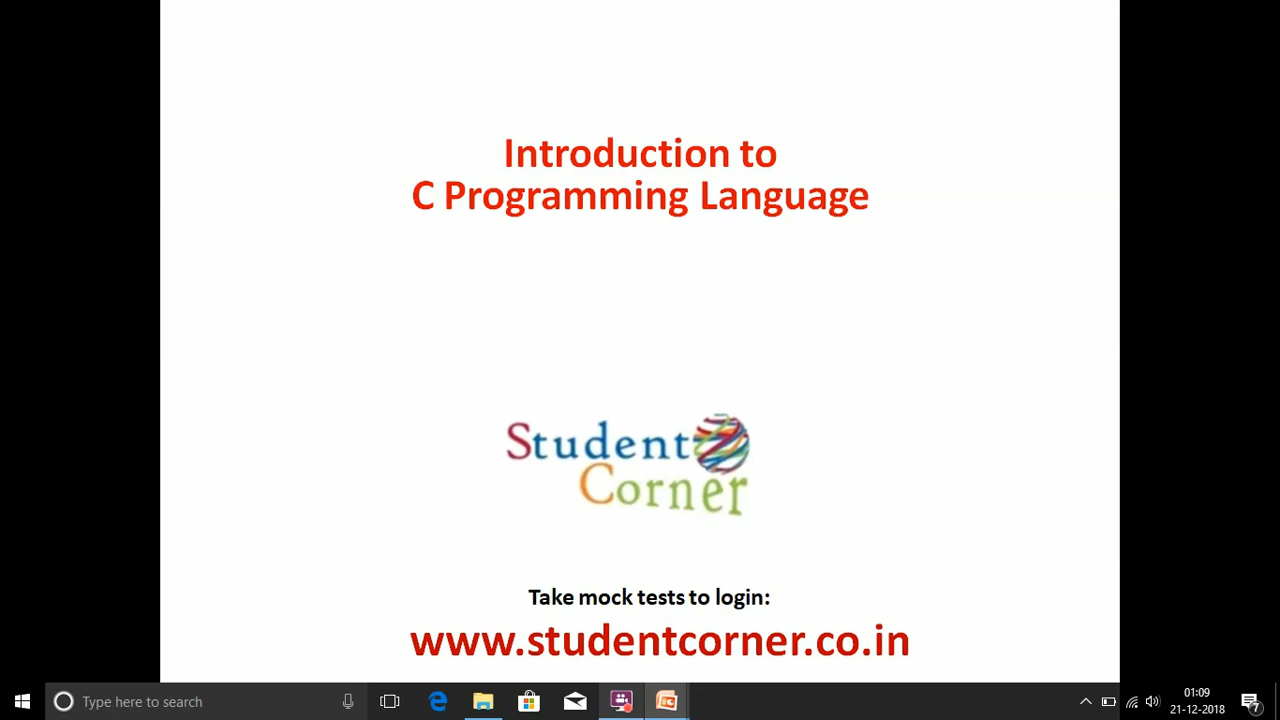 Introduction to
C Programming Language
Student
Corner
Take mock tests to login:
www.studentcorner.co.in
Type here to search
01:09
21-12-2018
7